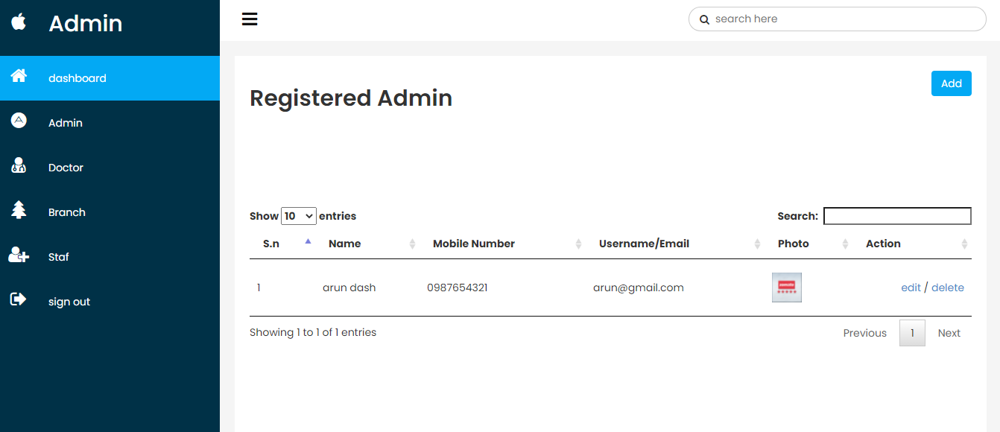 Admin
search here
dashboard
Admin
Doctor
Branch
Staf
sign out
Add
Registered Admin
Show 10 entries
Search:
S.n Name Mobile Number Username/Email Photo Action
1 arun dash 0987654321 arun@gmail.com edit / delete
Showing 1 to 1 of 1 entries
Previous 1 Next